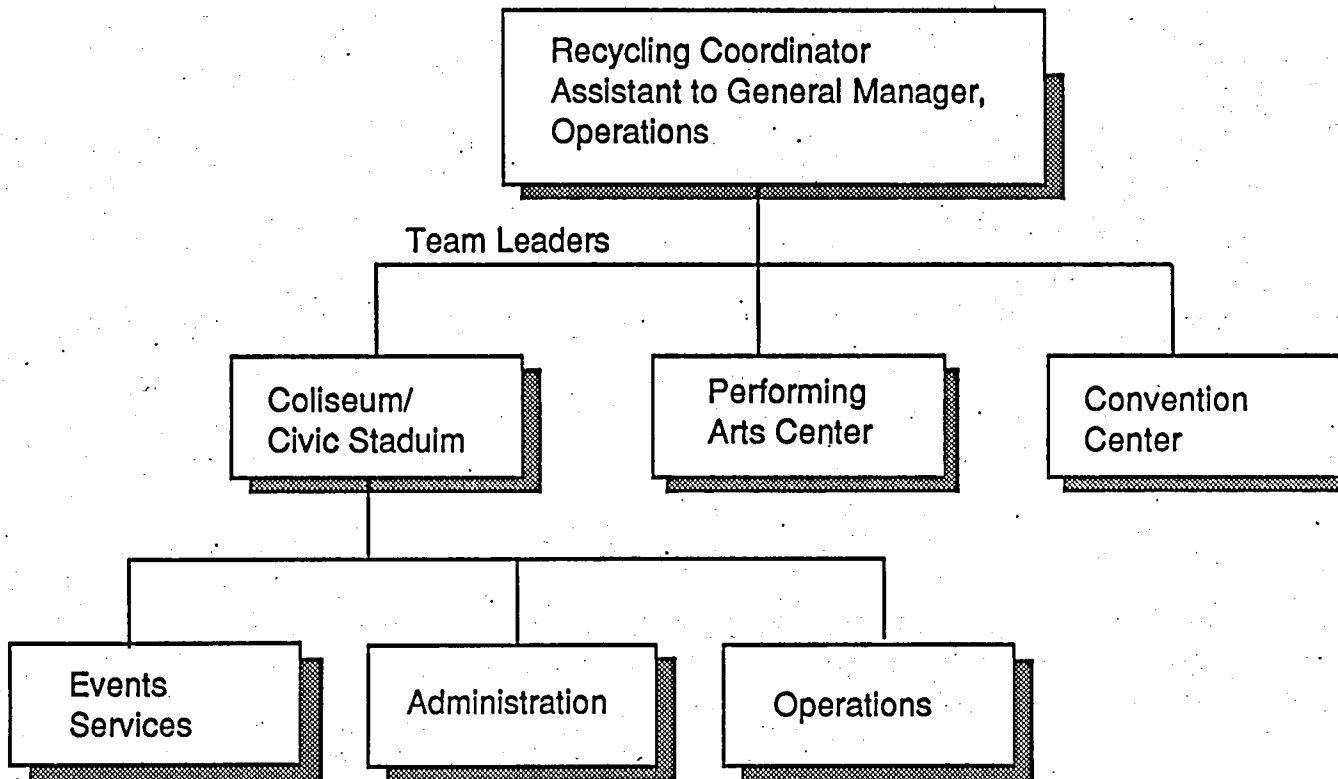 Recycling Coordinator
Assistant to General Manager,
Operations
Team Leaders
Coliseum/
Civic Staduim
Performing
Arts Center
Convention
Center
Events
Services
Administration
Operations